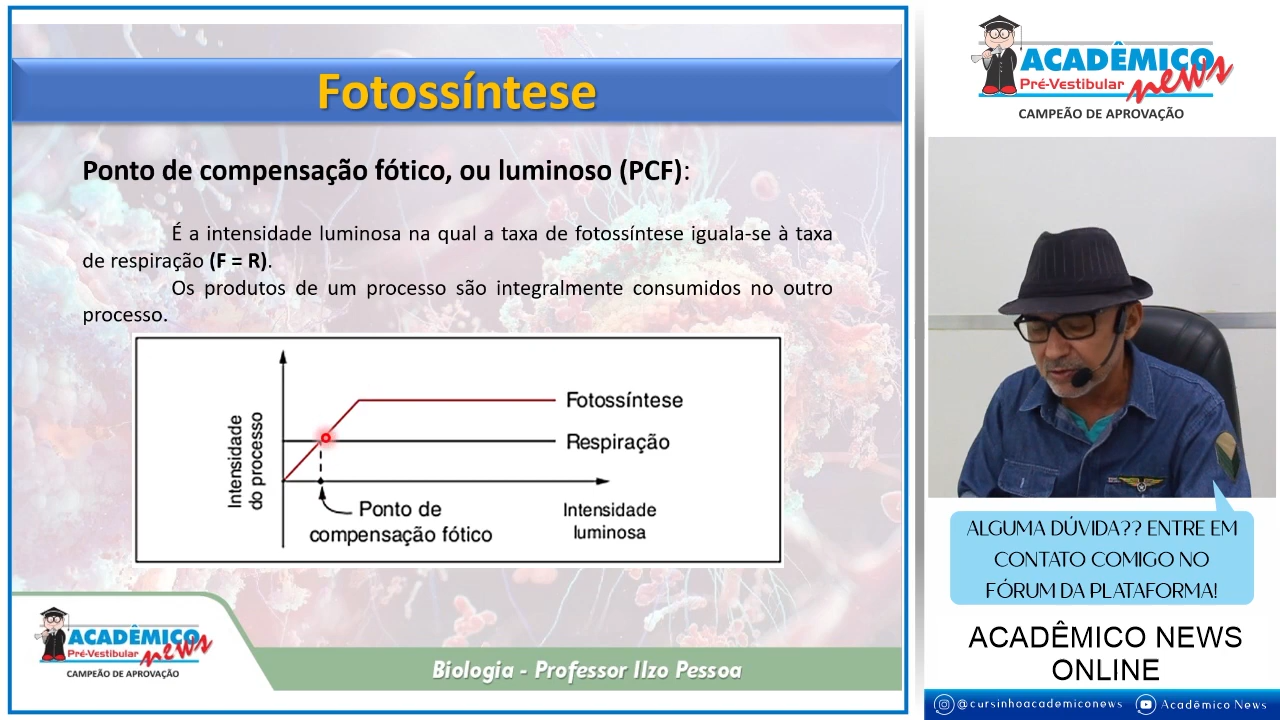 Fotossíntese
Ponto de compensação fótico, ou luminoso (PCF):
É a intensidade luminosa na qual a taxa de fotossíntese iguala-se à taxa
de respiração (F = R).
Os produtos de um processo são integralmente consumidos no outro
processo.
Intensidade
do processo
Fotossíntese
Respiração
Ponto de
compensação fótico
Intensidade
luminosa
ACADÊMICO
Pré-Vestibular news
CAMPEÃO DE APROVAÇÃO
Biologia - Professor Ilzo Pessoa
ACADÊMICO
Pré-Vestibular news
CAMPEÃO DE APROVAÇÃO
ALGUMA DÚVIDA?? ENTRE EM
CONTATO COMIGO NO
FÓRUM DA PLATAFORMA!
ACADÊMICO NEWS
ONLINE
@cursinhoacademiconews Acadêmico News